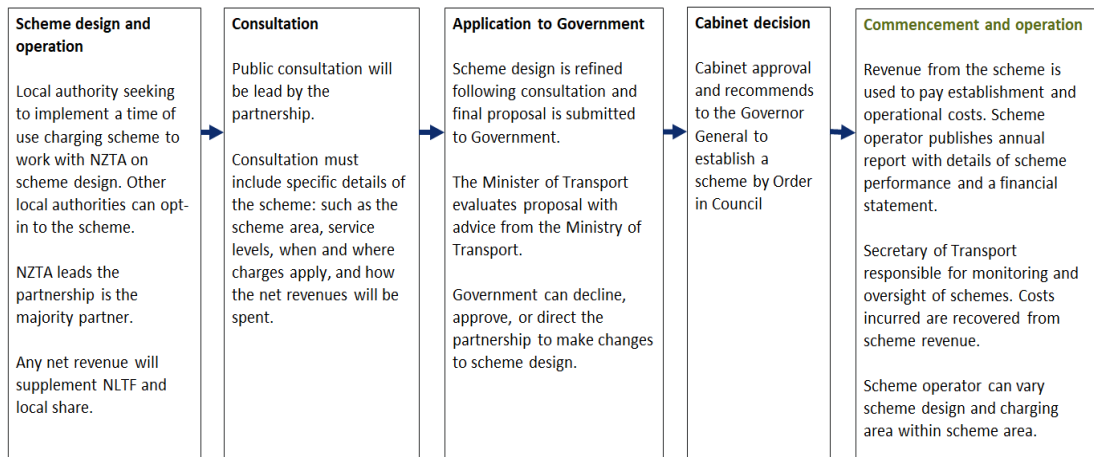 Scheme design and
operation
Local authority seeking
to implement a time of
use charging scheme to
work with NZTA on
scheme design. Other
local authorities can opt-
in to the scheme.
NZTA leads the
partnership is the
majority partner.
Any net revenue will
supplement NLTF and
local share.
Consultation
Public consultation will
be lead by the
partnership.
Consultation must
include specific details of
the scheme: such as the
scheme area, service
levels, when and where
charges apply, and how
the net revenues will be
spent.
Application to Government
Scheme design is refined
following consultation and
final proposal is submitted
to Government.
The Minister of Transport
evaluates proposal with
advice from the Ministry of
Transport.
Government can decline,
approve, or direct the
partnership to make changes
to scheme design.
Cabinet decision
Cabinet approval
and recommends
to the Governor
General to
establish a
scheme by Order
in Council
Commencement and operation
Revenue from the scheme is
used to pay establishment and
operational costs. Scheme
operator publishes annual
report with details of scheme
performance and a financial
statement.
Secretary of Transport
responsible for monitoring and
oversight of schemes. Costs
incurred are recovered from
scheme revenue.
Scheme operator can vary
scheme design and charging
area within scheme area.